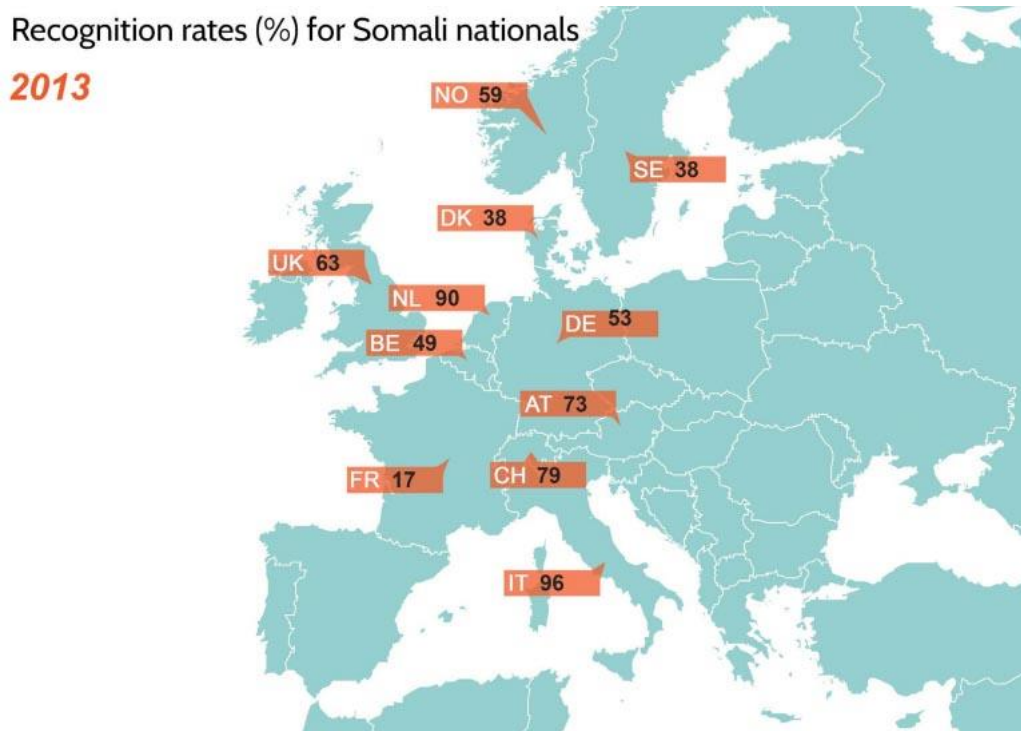 Recognition rates (%) for Somali nationals
2013
NO 59
SE 38
DK 38
UK 63
NL 90
DE 53
BE 49
AT 73
FR 17
CH 79
IT 96